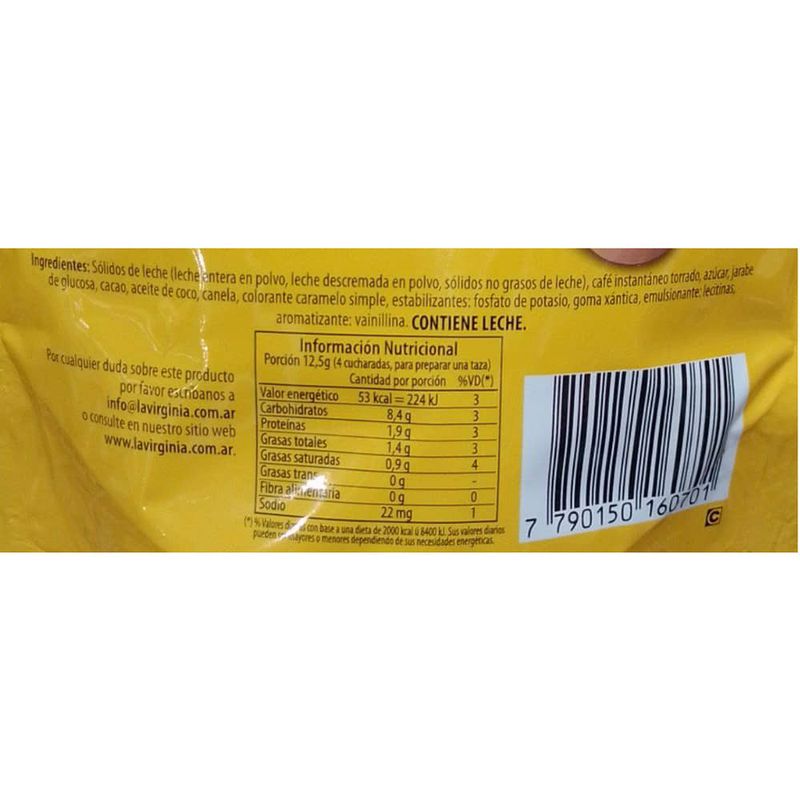 Ingredientes: Sólidos de leche (leche entera en polvo, leche descremada en polvo, sólidos no grasos de leche), café instantáneo torrado, azúcar, jarabe
de glucosa, cacao, aceite de coco, canela, colorante caramelo simple, estabilizantes: fosfato de potasio, goma xántica, emulsionante: lecitinas,
aromatizante: vainillina. CONTIENE LECHE.
Por cualquier duda sobre este producto
por favor escríbanos a
info@lavirginia.com.ar
o consulte en nuestro sitio web
www.lavirginia.com.ar.
Información Nutricional
Porción 12,5g (4 cucharadas, para preparar una taza)
Cantidad por porción %VD(*)
Valor energético 53 kcal = 224 kJ 3
Carbohidratos 8,4 g 3
Proteínas 1,9 g 3
Grasas totales 1,4 g 3
Grasas saturadas 0,9 g 4
Grasas trans 0 g -
Fibra alimentaria 0 g 0
Sodio 22 mg 1
(*) % Valores diarios con base a una dieta de 2000 kcal ú 8400 kJ. Sus valores diarios
pueden ser mayores o menores dependiendo de sus necesidades energéticas.
7 790150 160701
C